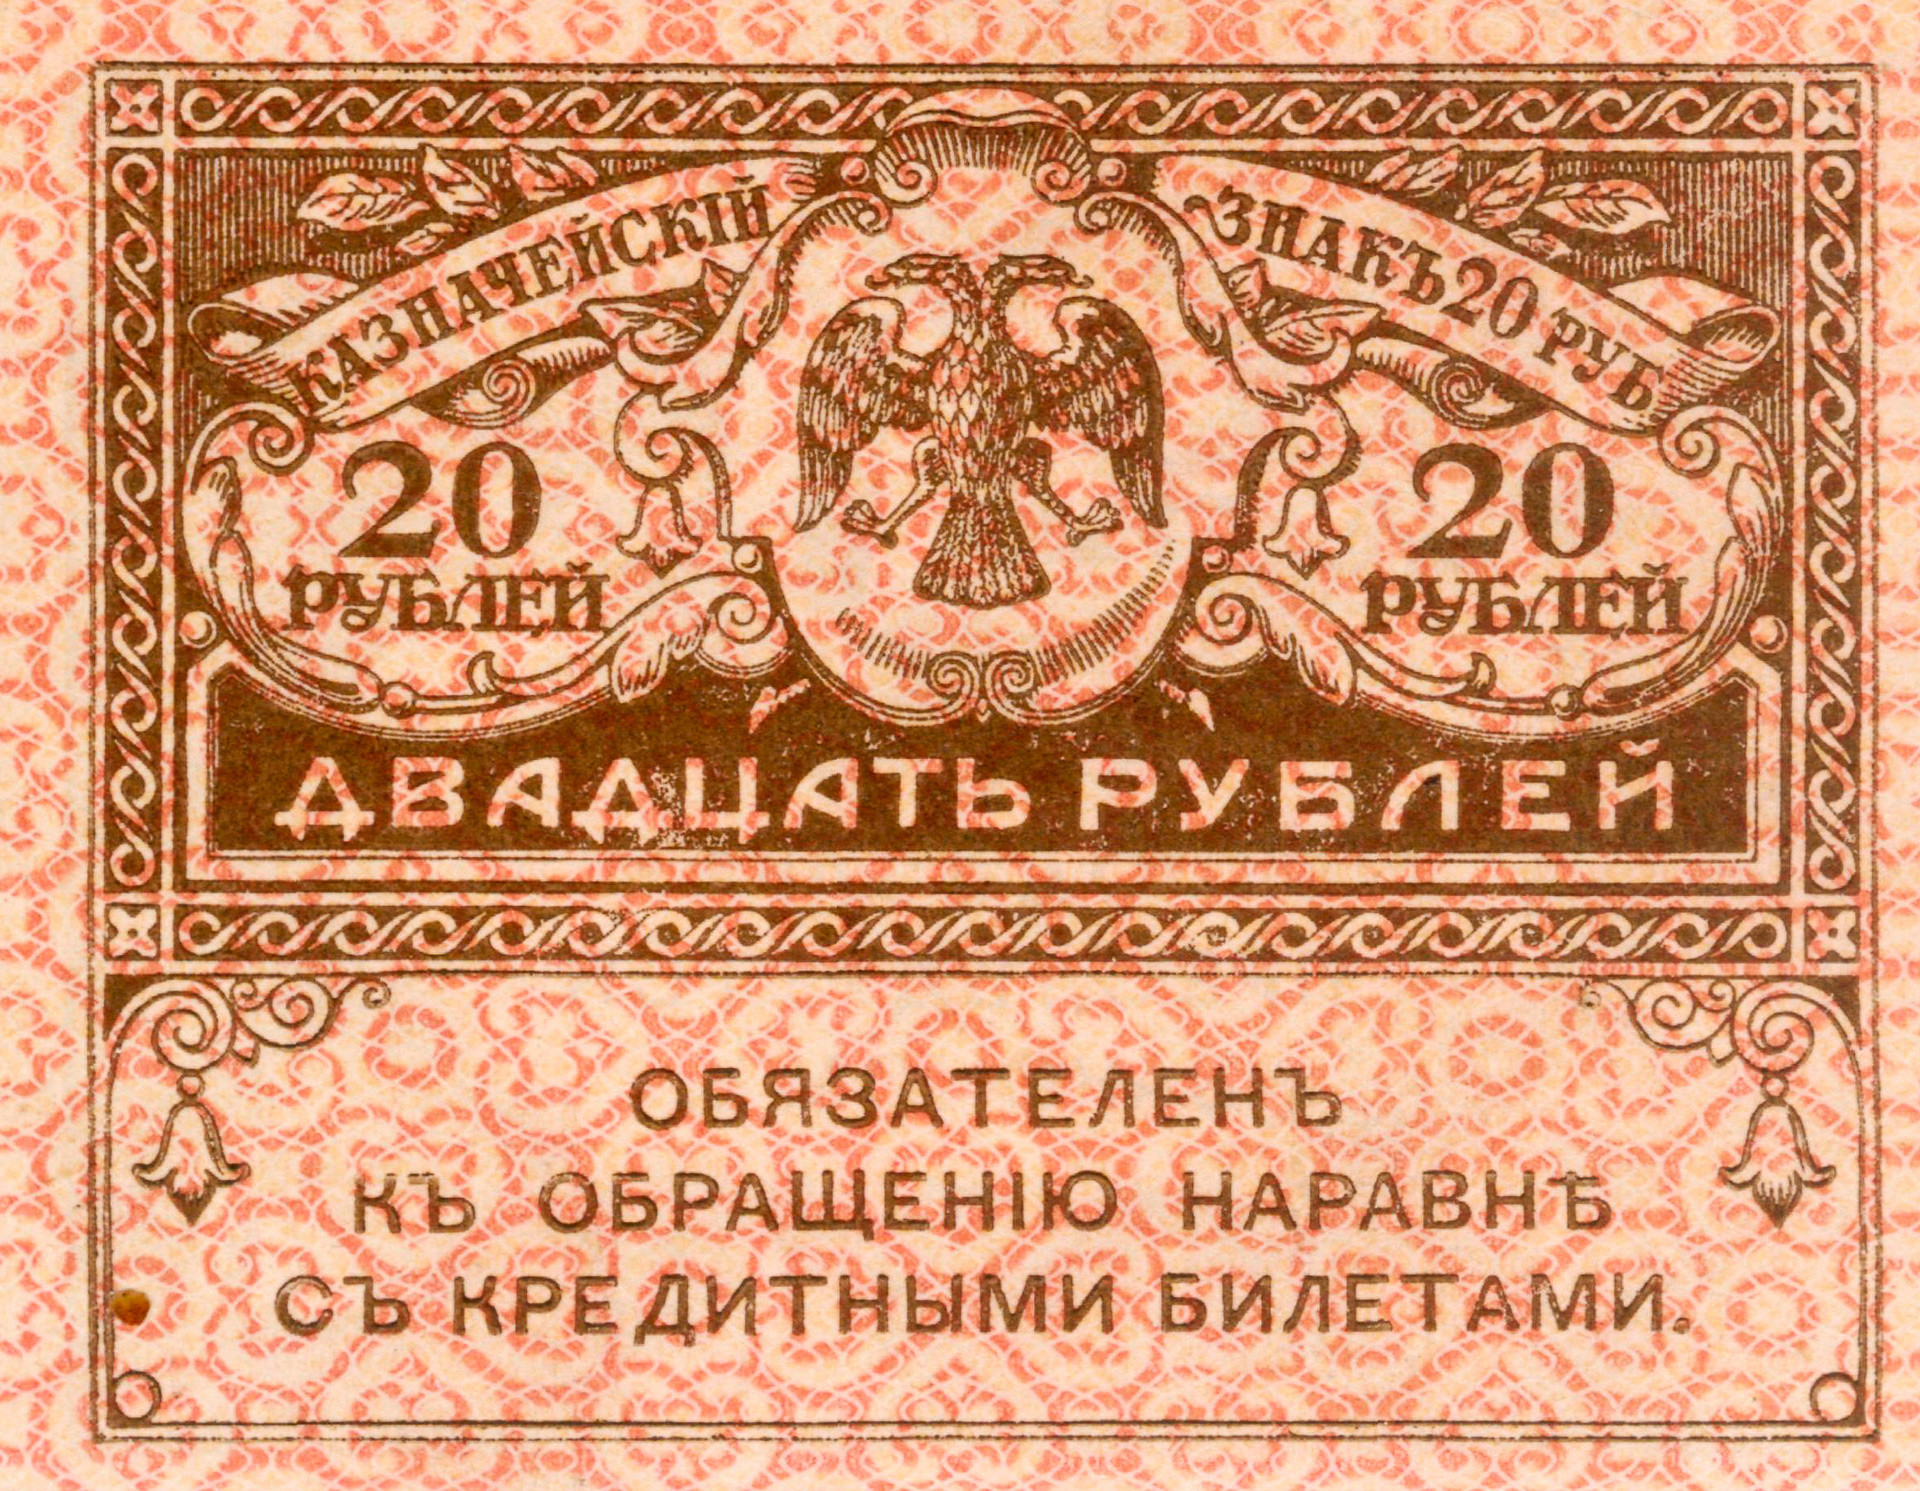 КАЗНАЧЕЙСКІЙ
ЗНАКЪ 20 РУБ
20
РУБЛЕЙ
20
РУБЛЕЙ
ДВАДЦАТЬ РУБЛЕЙ
ОБЯЗАТЕЛЕНЪ
КЪ ОБРАЩЕНІЮ НАРАВНѢ
СЪ КРЕДИТНЫМИ БИЛЕТАМИ.